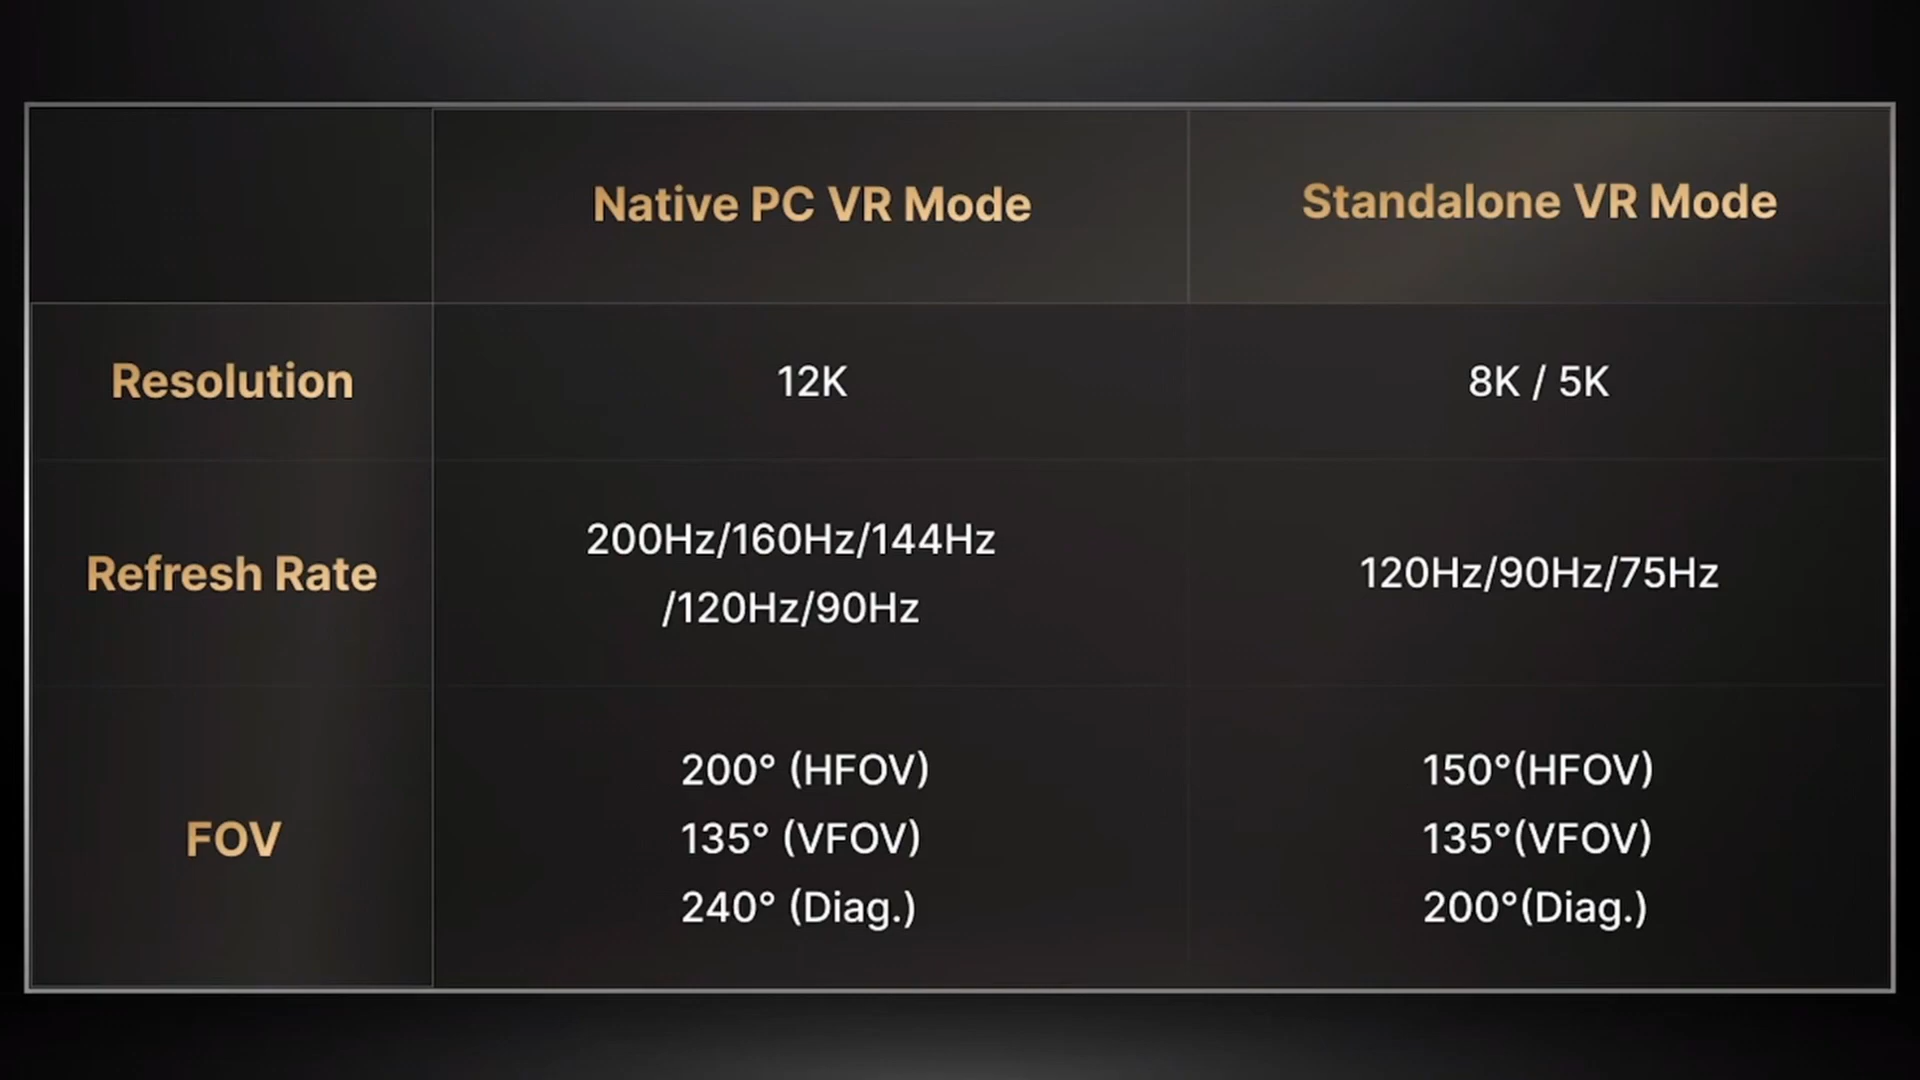 Native PC VR Mode
Standalone VR Mode
Resolution
12K
8K / 5K
Refresh Rate
200Hz/160Hz/144Hz
/120Hz/90Hz
120Hz/90Hz/75Hz
FOV
200° (HFOV)
135° (VFOV)
240° (Diag.)
150°(HFOV)
135°(VFOV)
200°(Diag.)